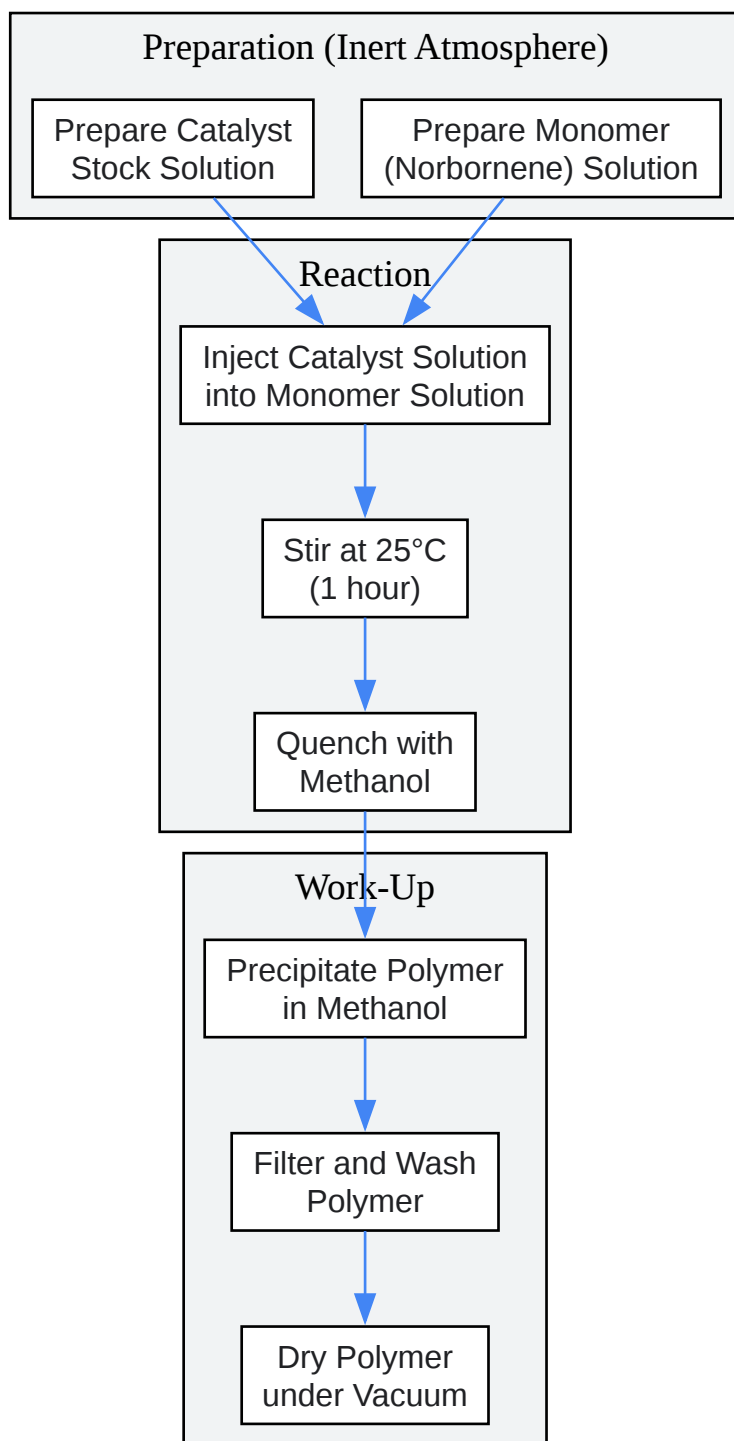 Preparation (Inert Atmosphere)
Prepare Catalyst
Stock Solution
Prepare Monomer
(Norbornene) Solution
Reaction
Inject Catalyst Solution
into Monomer Solution
Stir at 25°C
(1 hour)
Quench with
Methanol
Work-Up
Precipitate Polymer
in Methanol
Filter and Wash
Polymer
Dry Polymer
under Vacuum